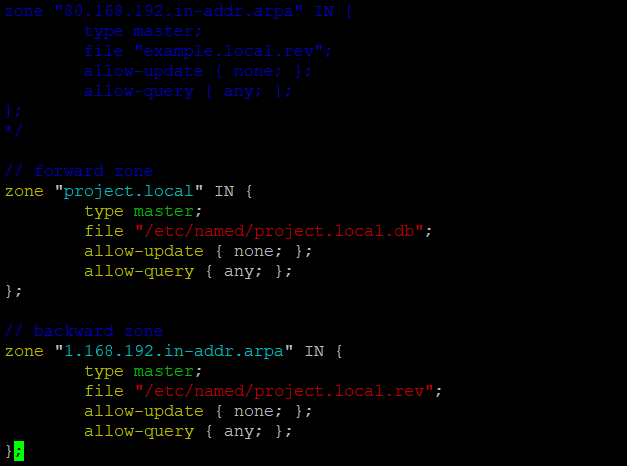 zone "80.168.192.in-addr.arpa" IN {
        type master;
        file "example.local.rev";
        allow-update { none; };
        allow-query { any; };
};
*/

// forward zone
zone "project.local" IN {
        type master;
        file "/etc/named/project.local.db";
        allow-update { none; };
        allow-query { any; };
};

// backward zone
zone "1.168.192.in-addr.arpa" IN {
        type master;
        file "/etc/named/project.local.rev";
        allow-update { none; };
        allow-query { any; };
};